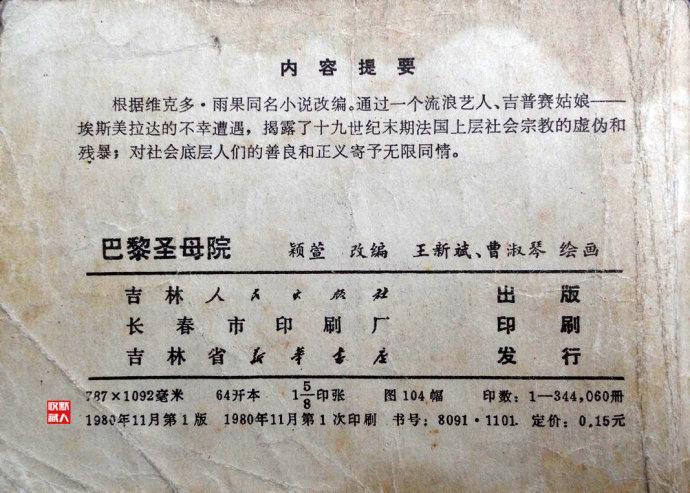 内容提要
根据维克多·雨果同名小说改编。通过一个流浪艺人、吉普赛姑娘——
埃斯美拉达的不幸遭遇，揭露了十九世纪末期法国上层社会宗教的虚伪和
残暴；对社会底层人们的善良和正义寄予无限同情。
巴黎圣母院 颖萱 改编 王新斌、曹淑琴 绘画
吉林人民出版社 出版
长春市印刷厂 印刷
吉林省新华书店 发行
787×1092毫米 64开本 1 5/8印张 图104幅 印数：1—344,060册
1980年11月第1版 1980年11月第1次印刷 书号：8091·1101 定价：0.15元